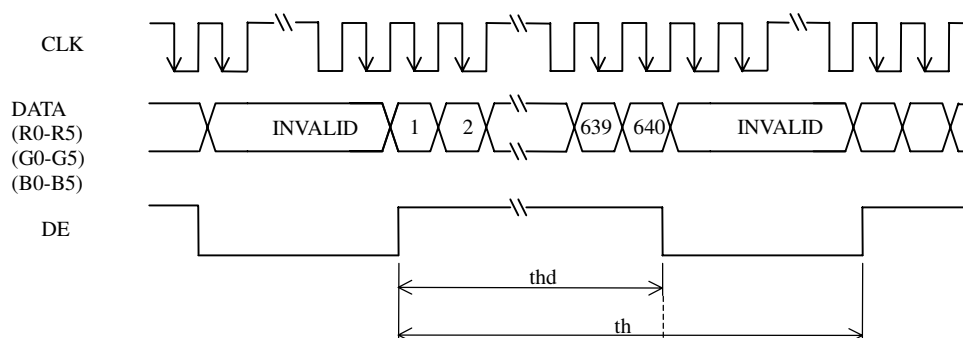 CLK
DATA
(R0-R5)
(G0-G5)
(B0-B5)
INVALID 1 2 639 640 INVALID
DE
thd
th